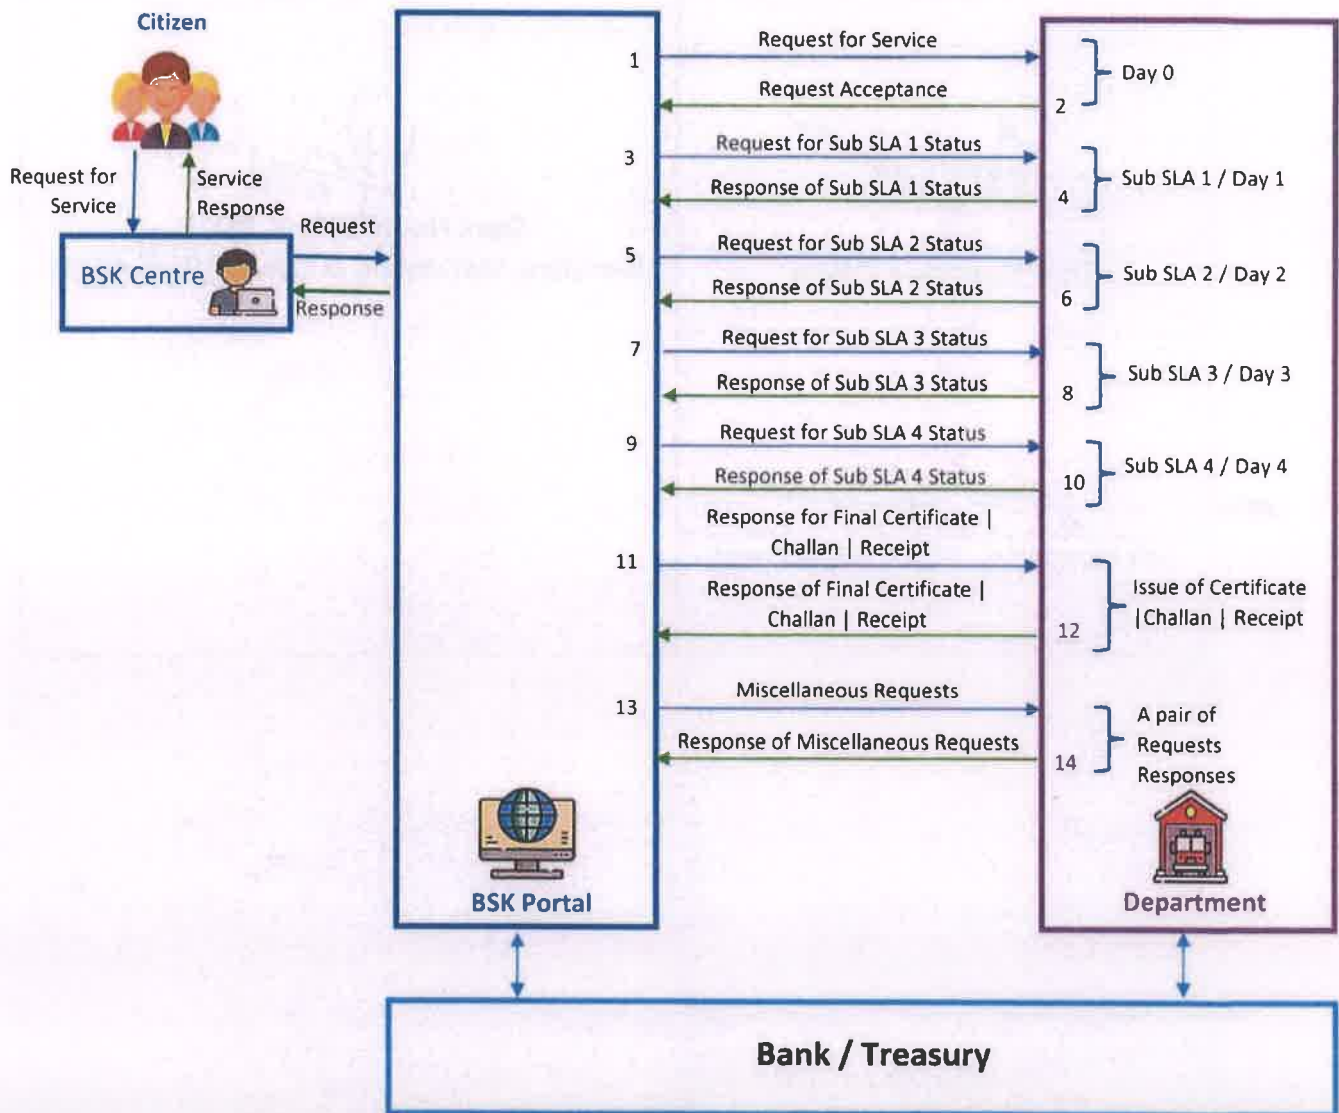 Citizen
Request for
Service
Service
Response
BSK Centre
Request
Response
1
Request for Service
Request Acceptance
2
Day 0
3
Request for Sub SLA 1 Status
Response of Sub SLA 1 Status
4
Sub SLA 1 / Day 1
5
Request for Sub SLA 2 Status
Response of Sub SLA 2 Status
6
Sub SLA 2 / Day 2
7
Request for Sub SLA 3 Status
Response of Sub SLA 3 Status
8
Sub SLA 3 / Day 3
9
Request for Sub SLA 4 Status
Response of Sub SLA 4 Status
10
Sub SLA 4 / Day 4
11
Response for Final Certificate |
Challan | Receipt
Response of Final Certificate |
Challan | Receipt
12
Issue of Certificate
|Challan | Receipt
13
Miscellaneous Requests
Response of Miscellaneous Requests
14
A pair of
Requests
Responses
BSK Portal
Department
Bank / Treasury